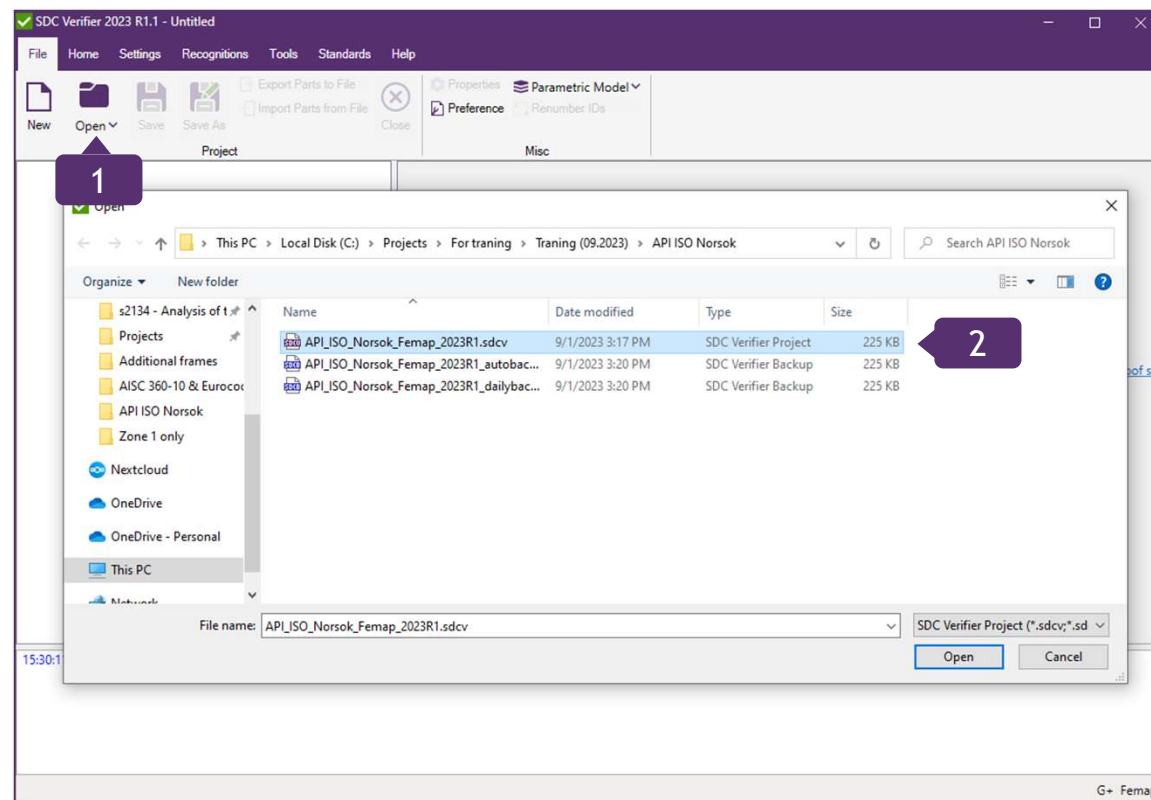 SDC Verifier 2023 R1.1 - Untitled
File Home Settings Recognitions Tools Standards Help
New
Open
Save
Save As
Export Parts to File
Import Parts from File
Close
Project
Properties
Preference
Parametric Model
Renumber IDs
Misc
1
Open
This PC > Local Disk (C:) > Projects > For traning > Traning (09.2023) > API ISO Norsok
Search API ISO Norsok
Organize New folder
Name Date modified Type Size
API_ISO_Norsok_Femap_2023R1.sdcv 9/1/2023 3:17 PM SDC Verifier Project 225 KB
API_ISO_Norsok_Femap_2023R1_autobac... 9/1/2023 3:20 PM SDC Verifier Backup 225 KB
API_ISO_Norsok_Femap_2023R1_dailybac... 9/1/2023 3:20 PM SDC Verifier Backup 225 KB
2
s2134 - Analysis of t
Projects
Additional frames
AISC 360-10 & Euroco
API ISO Norsok
Zone 1 only
Nextcloud
OneDrive
OneDrive - Personal
This PC
Network
File name: API_ISO_Norsok_Femap_2023R1.sdcv
SDC Verifier Project (*.sdcv;*.sd
Open Cancel
15:30:1
G+ Fema